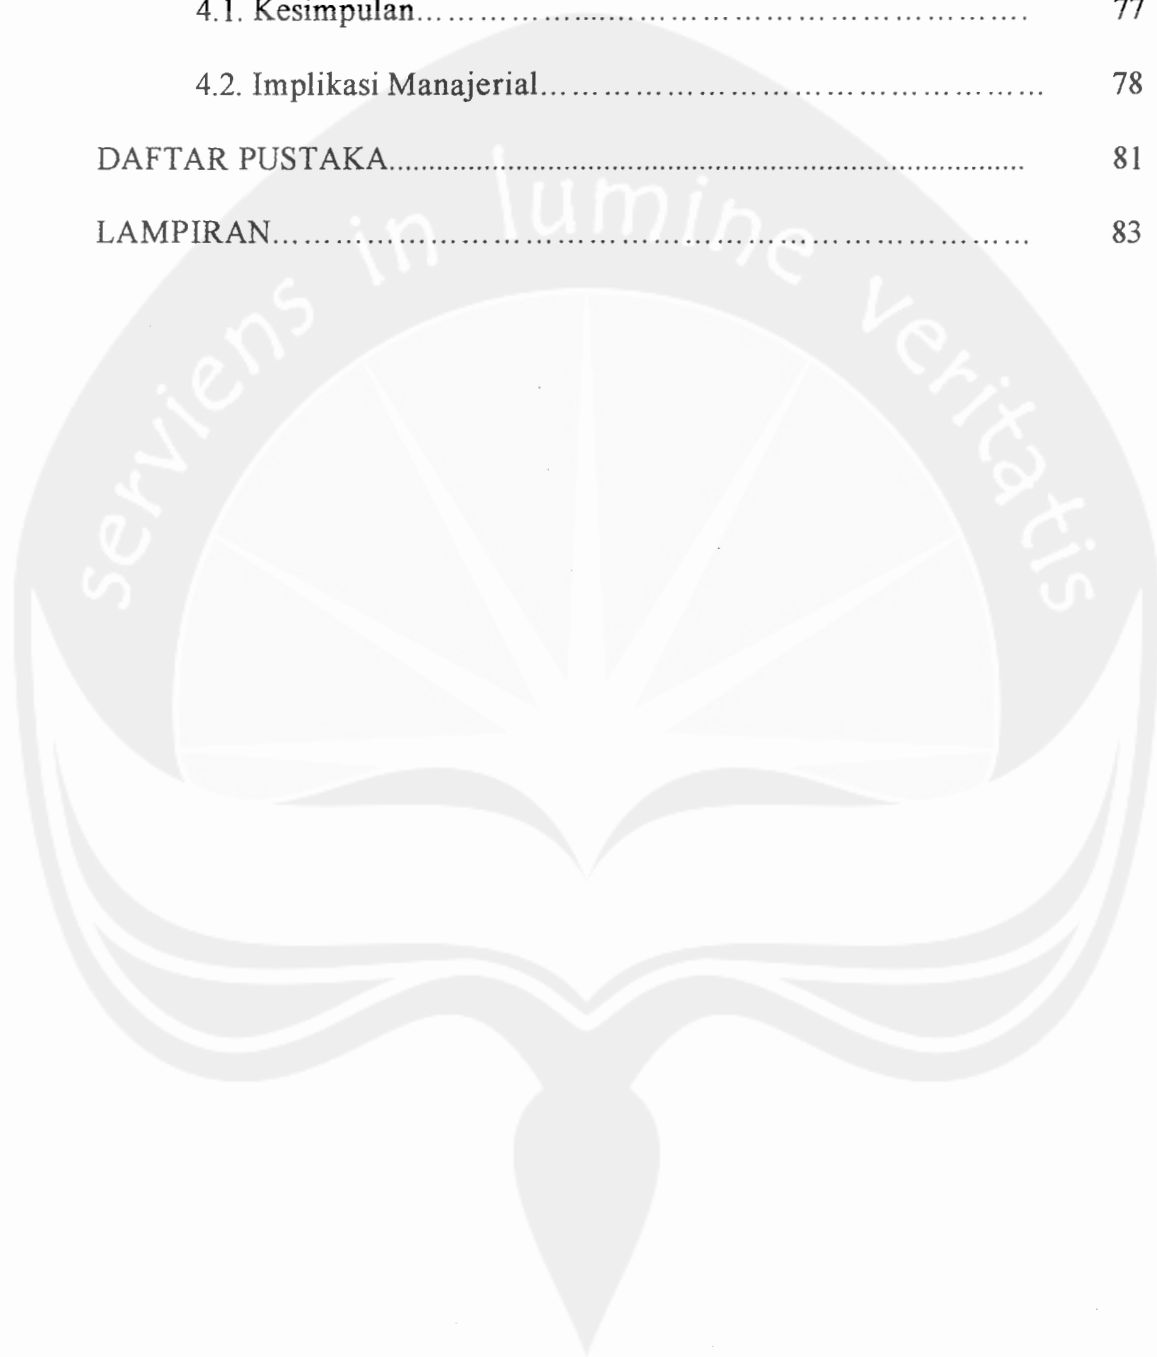 4.1. Kesimpulan........................................................ 77
4.2. Implikasi Manajerial................................................ 78
DAFTAR PUSTAKA........................................................ 81
LAMPIRAN........................................................ 83
serviens in lumine veritatis